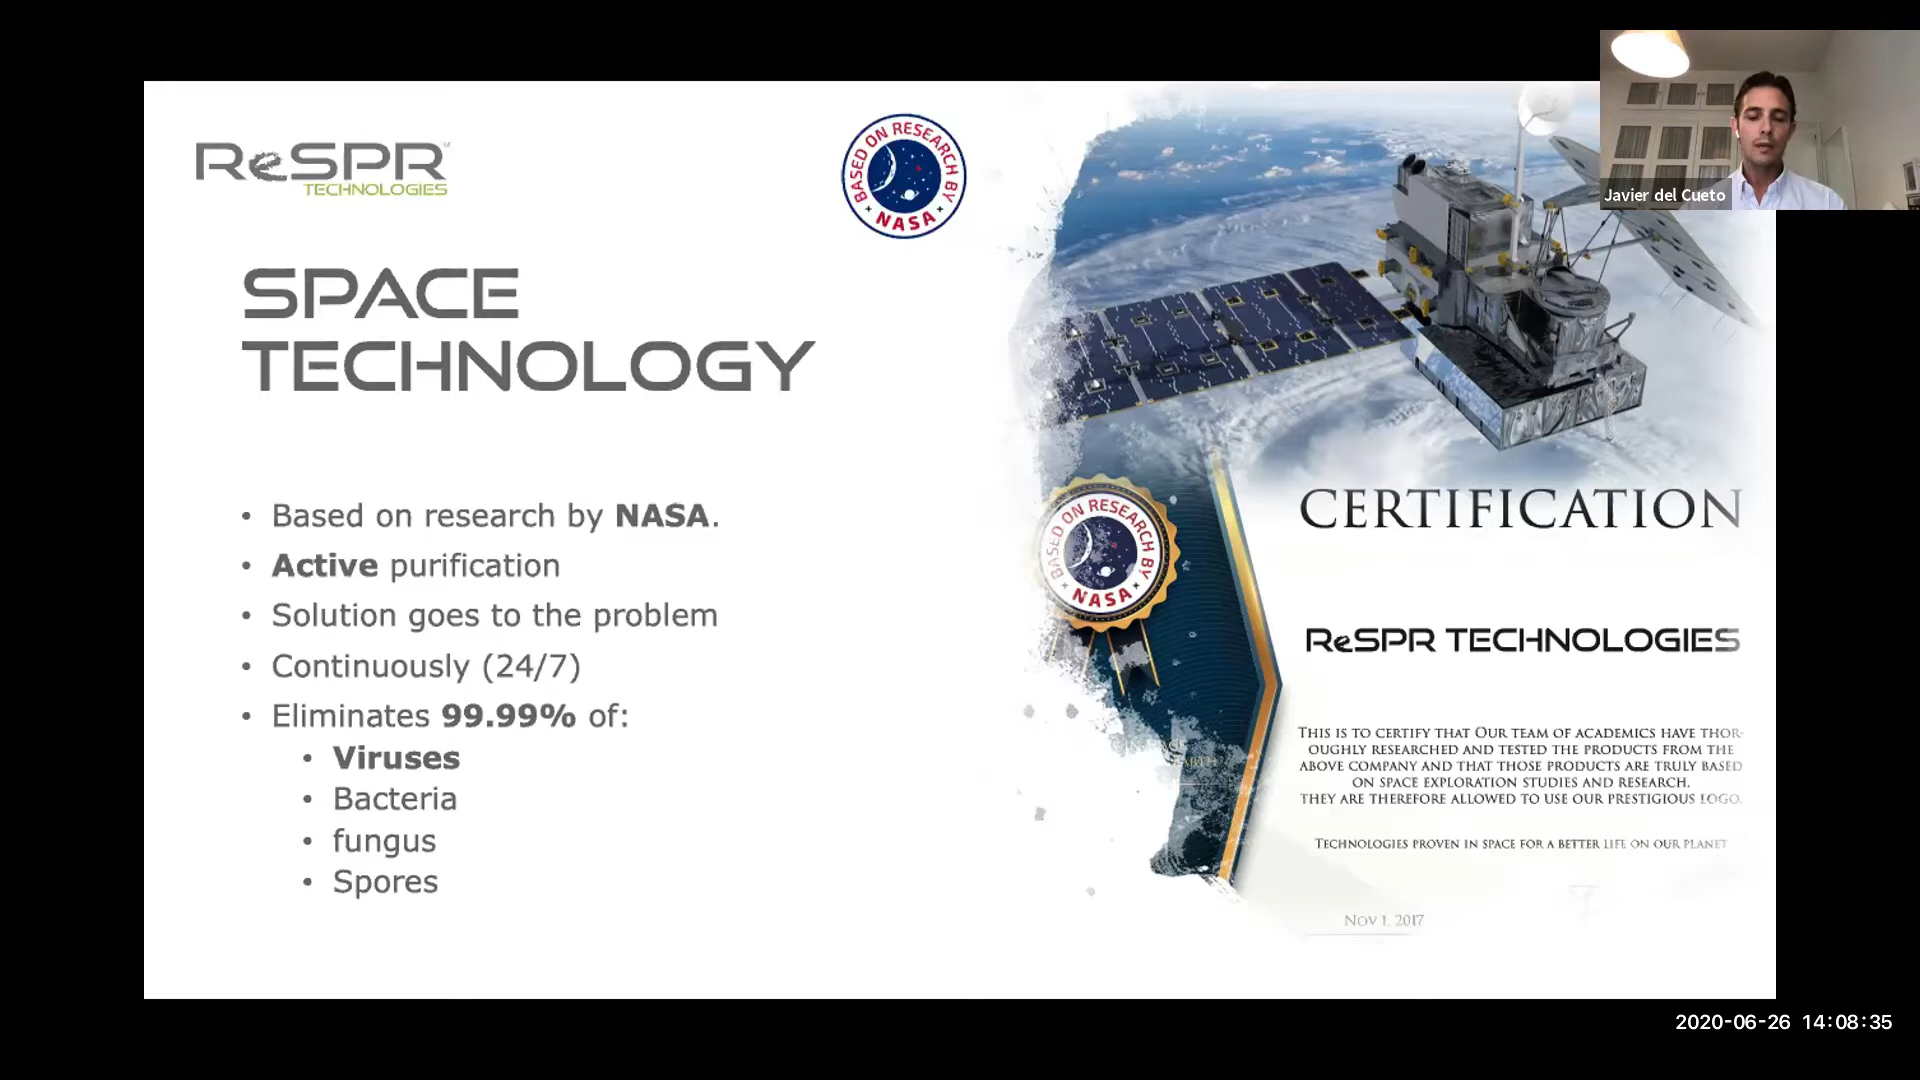 ReSPR™
TECHNOLOGIES
BASED ON RESEARCH BY
NASA
Javier del Cueto
SPACE
TECHNOLOGY
• Based on research by NASA.
• Active purification
• Solution goes to the problem
• Continuously (24/7)
• Eliminates 99.99% of:
• Viruses
• Bacteria
• fungus
• Spores
CERTIFICATION
BASED ON RESEARCH BY
NASA
ReSPR TECHNOLOGIES
THIS IS TO CERTIFY THAT OUR TEAM OF ACADEMICS HAVE THOR-
OUGHLY RESEARCHED AND TESTED THE PRODUCTS FROM THE
ABOVE COMPANY AND THAT THOSE PRODUCTS ARE TRULY BASED
ON SPACE EXPLORATION STUDIES AND RESEARCH.
THEY ARE THEREFORE ALLOWED TO USE OUR PRESTIGIOUS LOGO.
TECHNOLOGIES PROVEN IN SPACE FOR A BETTER LIFE ON OUR PLANET
NOV 1, 2017
2020-06-26 14:08:35